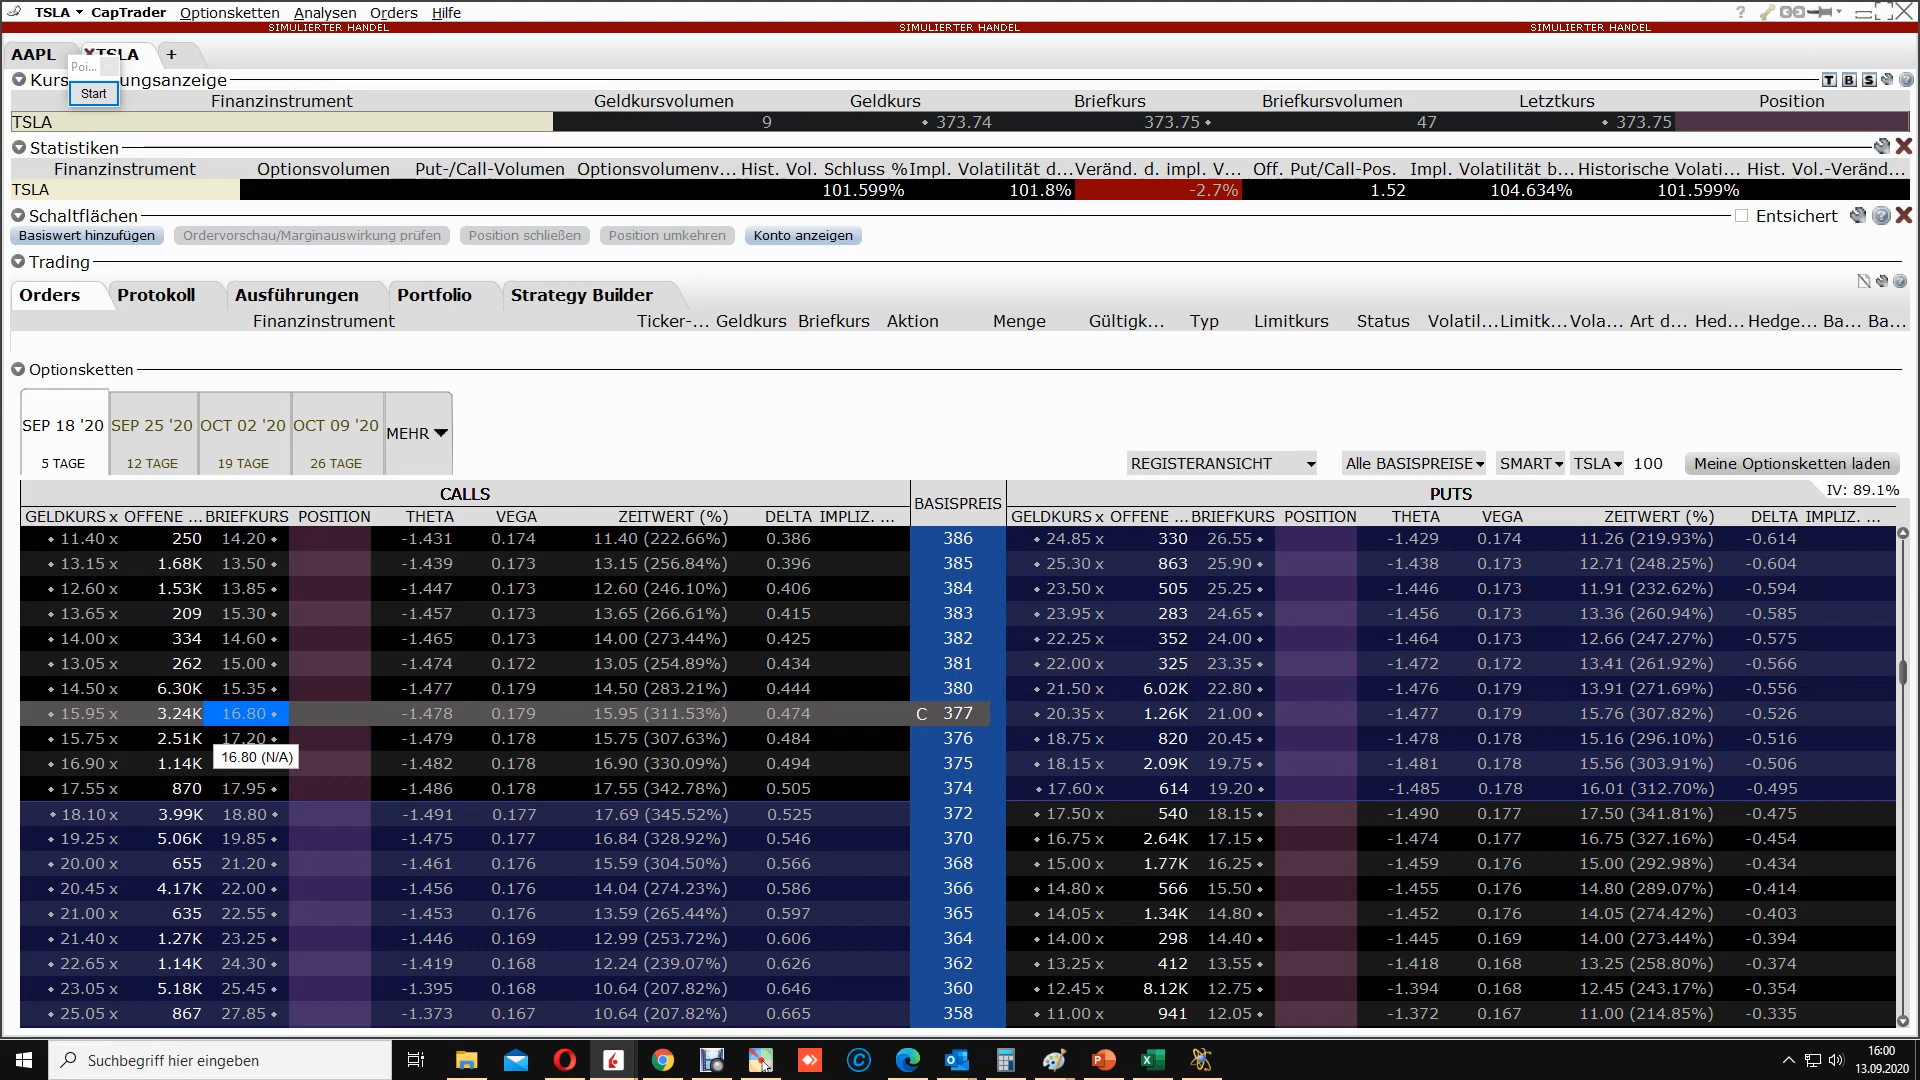 TSLA CapTrader Optionsketten Analysen Orders Hilfe
SIMULIERTER HANDEL SIMULIERTER HANDEL SIMULIERTER HANDEL
AAPL TSLA +
Poi...
Start
Finanzinstrument Geldkursvolumen Geldkurs Briefkurs Briefkursvolumen Letztkurs Position
TSLA 9 373.74 373.75 47 373.75
Statistiken
Finanzinstrument Optionsvolumen Put-/Call-Volumen Optionsvolumenv... Hist. Vol. Schluss % Impl. Volatilität d... Veränd. d. impl. V... Off. Put/Call-Pos. Impl. Volatilität b... Historische Volati... Hist. Vol.-Veränd...
TSLA 101.599% 101.8% -2.7% 1.52 104.634% 101.599%
Schaltflächen Entsichert
Basiswert hinzufügen Ordervorschau/Marginauswirkung prüfen Position schließen Position umkehren Konto anzeigen
Trading
Orders Protokoll Ausführungen Portfolio Strategy Builder
Finanzinstrument Ticker-... Geldkurs Briefkurs Aktion Menge Gültigk... Typ Limitkurs Status Volatil... Limitk... Vola... Art d... Hed... Hedge... Ba... Ba...
Optionsketten
SEP 18 '20 SEP 25 '20 OCT 02 '20 OCT 09 '20 MEHR
5 TAGE 12 TAGE 19 TAGE 26 TAGE
REGISTERANSICHT Alle BASISPREISE SMART TSLA 100 Meine Optionsketten laden
CALLS BASISPREIS PUTS IV: 89.1%
GELDKURS x OFFENE ... BRIEFKURS POSITION THETA VEGA ZEITWERT (%) DELTA IMPLIZ. ... GELDKURS x OFFENE ... BRIEFKURS POSITION THETA VEGA ZEITWERT (%) DELTA IMPLIZ. ...
11.40 x 250 14.20 -1.431 0.174 11.40 (222.66%) 0.386 386 24.85 x 330 26.55 -1.429 0.174 11.26 (219.93%) -0.614
13.15 x 1.68K 13.50 -1.439 0.173 13.15 (256.84%) 0.396 385 25.30 x 863 25.90 -1.438 0.173 12.71 (248.25%) -0.604
12.60 x 1.53K 13.85 -1.447 0.173 12.60 (246.10%) 0.406 384 23.50 x 505 25.25 -1.446 0.173 11.91 (232.62%) -0.594
13.65 x 209 15.30 -1.457 0.173 13.65 (266.61%) 0.415 383 23.95 x 283 24.65 -1.456 0.173 13.36 (260.94%) -0.585
14.00 x 334 14.60 -1.465 0.173 14.00 (273.44%) 0.425 382 22.25 x 352 24.00 -1.464 0.173 12.66 (247.27%) -0.575
13.05 x 262 15.00 -1.474 0.172 13.05 (254.89%) 0.434 381 22.00 x 325 23.35 -1.472 0.172 13.41 (261.92%) -0.566
14.50 x 6.30K 15.35 -1.477 0.179 14.50 (283.21%) 0.444 380 21.50 x 6.02K 22.80 -1.476 0.179 13.91 (271.69%) -0.556
15.95 x 3.24K 16.80 -1.478 0.179 15.95 (311.53%) 0.474 C 377 20.35 x 1.26K 21.00 -1.477 0.179 15.76 (307.82%) -0.526
15.75 x 2.51K 17.20 -1.479 0.178 15.75 (307.63%) 0.484 376 18.75 x 820 20.45 -1.478 0.178 15.16 (296.10%) -0.516
16.80 (N/A)
16.90 x 1.14K -1.482 0.178 16.90 (330.09%) 0.494 375 18.15 x 2.09K 19.75 -1.481 0.178 15.56 (303.91%) -0.506
17.55 x 870 17.95 -1.486 0.178 17.55 (342.78%) 0.505 374 17.60 x 614 19.20 -1.485 0.178 16.01 (312.70%) -0.495
18.10 x 3.99K 18.80 -1.491 0.177 17.69 (345.52%) 0.525 372 17.50 x 540 18.15 -1.490 0.177 17.50 (341.81%) -0.475
19.25 x 5.06K 19.85 -1.475 0.177 16.84 (328.92%) 0.546 370 16.75 x 2.64K 17.15 -1.474 0.177 16.75 (327.16%) -0.454
20.00 x 655 21.20 -1.461 0.176 15.59 (304.50%) 0.566 368 15.00 x 1.77K 16.25 -1.459 0.176 15.00 (292.98%) -0.434
20.45 x 4.17K 22.00 -1.456 0.176 14.04 (274.23%) 0.586 366 14.80 x 566 15.50 -1.455 0.176 14.80 (289.07%) -0.414
21.00 x 635 22.55 -1.453 0.176 13.59 (265.44%) 0.597 365 14.05 x 1.34K 14.80 -1.452 0.176 14.05 (274.42%) -0.403
21.40 x 1.27K 23.25 -1.446 0.169 12.99 (253.72%) 0.606 364 14.00 x 298 14.40 -1.445 0.169 14.00 (273.44%) -0.394
22.65 x 1.14K 24.30 -1.419 0.168 12.24 (239.07%) 0.626 362 13.25 x 412 13.55 -1.418 0.168 13.25 (258.80%) -0.374
23.05 x 5.18K 25.45 -1.395 0.168 10.64 (207.82%) 0.646 360 12.45 x 8.12K 12.75 -1.394 0.168 12.45 (243.17%) -0.354
25.05 x 867 27.85 -1.373 0.167 10.64 (207.82%) 0.665 358 11.00 x 941 12.05 -1.372 0.167 11.00 (214.85%) -0.335
Suchbegriff hier eingeben
16:00
13.09.2020